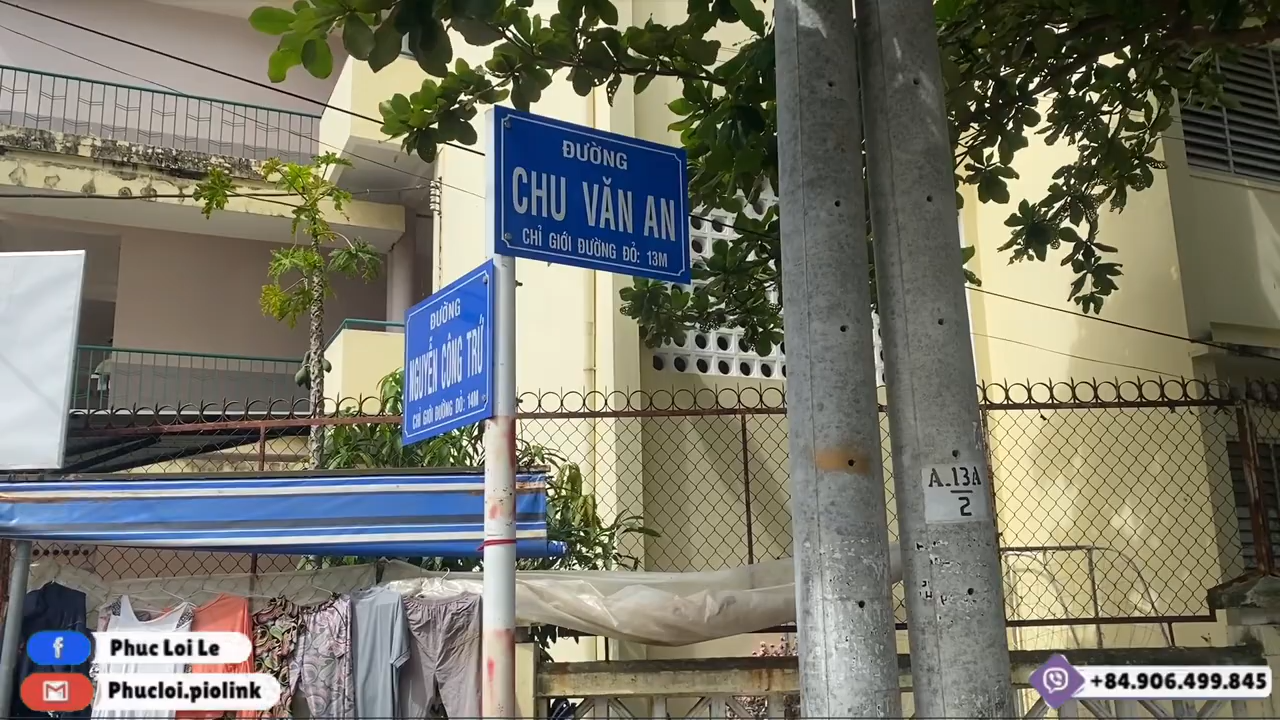 ĐƯỜNG
CHU VĂN AN
CHỈ GIỚI ĐƯỜNG ĐỎ: 13M
ĐƯỜNG
NGUYỄN CÔNG TRỨ
CHỈ GIỚI ĐƯỜNG ĐỎ: 14M
A_13A
2
Phuc Loi Le
Phucloi.piolink
+84.906.499.845